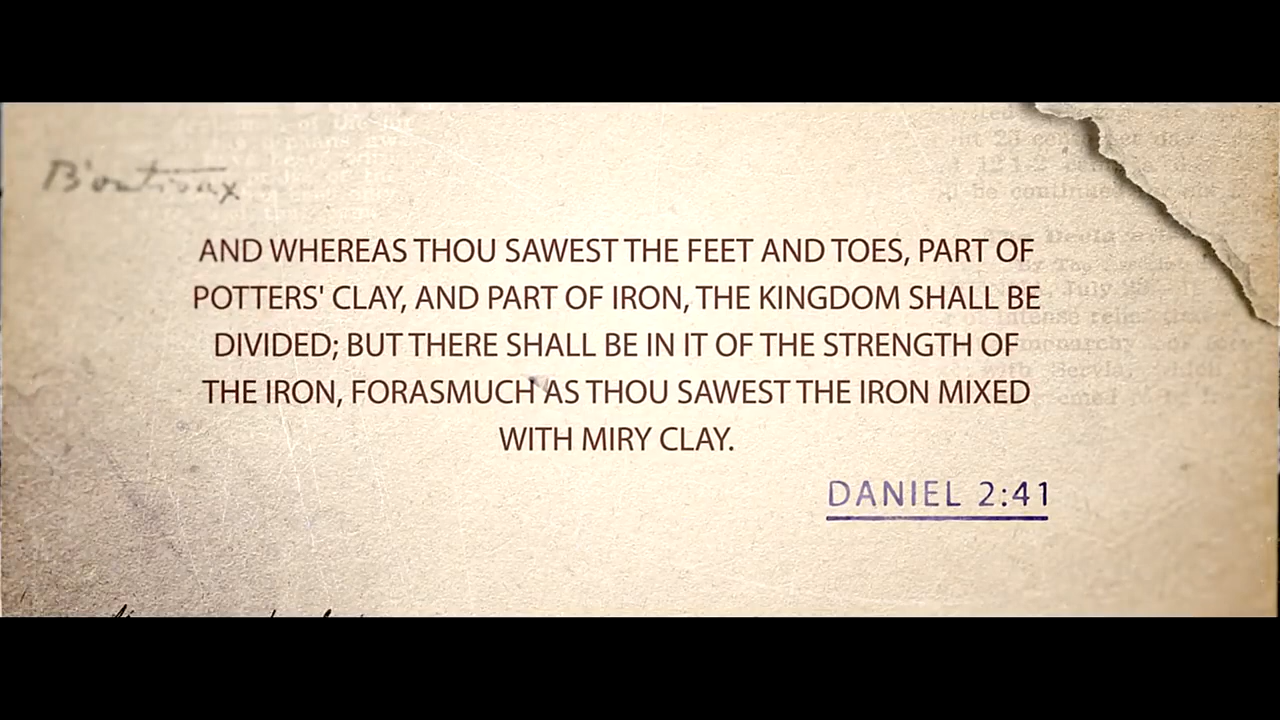 AND WHEREAS THOU SAWEST THE FEET AND TOES, PART OF
POTTERS' CLAY, AND PART OF IRON, THE KINGDOM SHALL BE
DIVIDED; BUT THERE SHALL BE IN IT OF THE STRENGTH OF
THE IRON, FORASMUCH AS THOU SAWEST THE IRON MIXED
WITH MIRY CLAY.
DANIEL 2:41